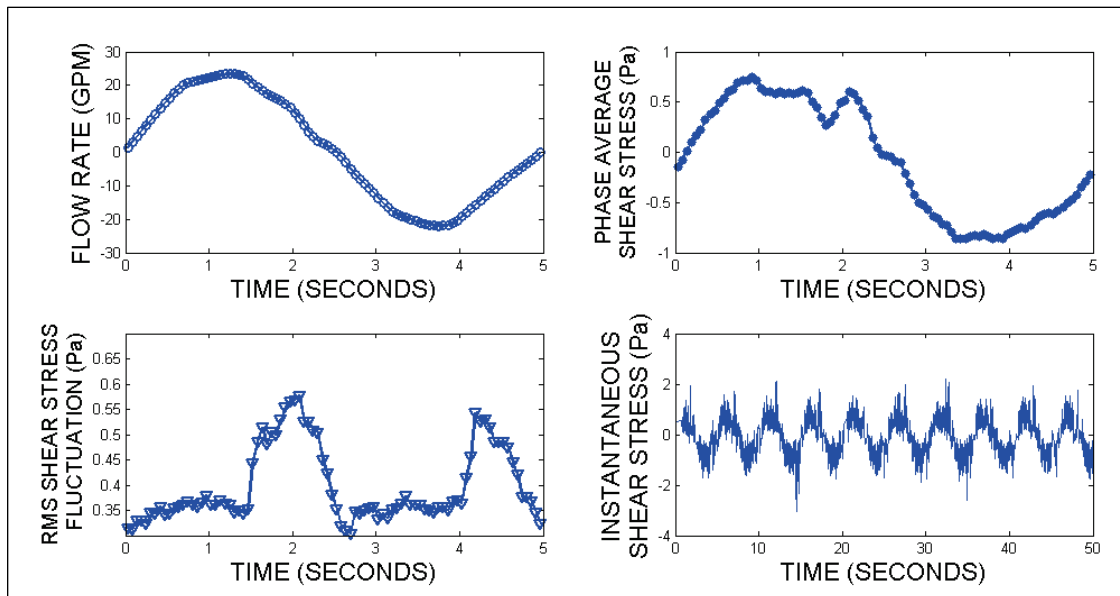 FLOW RATE (GPM)
30
20
10
0
-10
-20
-30
0 1 2 3 4 5
TIME (SECONDS)
PHASE AVERAGE
SHEAR STRESS (Pa)
1
0.5
0
-0.5
-1
0 1 2 3 4 5
TIME (SECONDS)
RMS SHEAR STRESS
FLUCTUATION (Pa)
0.65
0.6
0.55
0.5
0.45
0.4
0.35
0 1 2 3 4 5
TIME (SECONDS)
INSTANTANEOUS
SHEAR STRESS (Pa)
4
2
0
-2
-4
0 10 20 30 40 50
TIME (SECONDS)